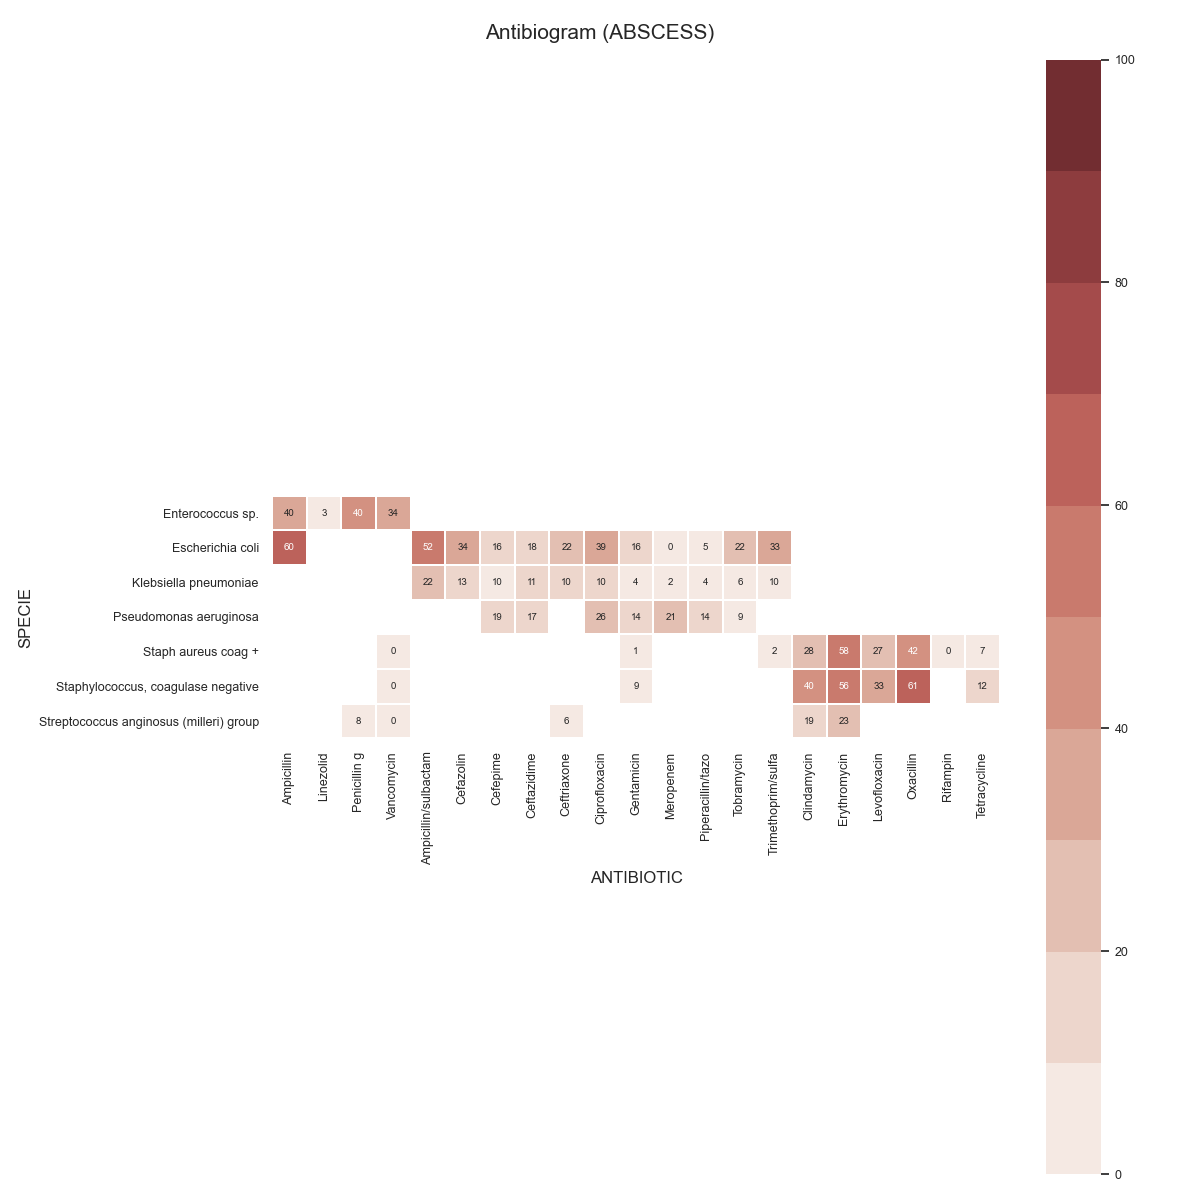 Antibiogram (ABSCESS)
100
80
60
40
20
0
SPECIE
Enterococcus sp. 40 3 40 34
Escherichia coli 60 52 34 16 18 22 39 16 0 5 22 33
Klebsiella pneumoniae 22 13 10 11 10 10 4 2 4 6 10
Pseudomonas aeruginosa 19 17 26 14 21 14 9
Staph aureus coag + 0 1 2 28 58 27 42 0 7
Staphylococcus, coagulase negative 0 9 40 56 33 61 12
Streptococcus anginosus (milleri) group 8 0 6 19 23
Ampicillin
Linezolid
Penicillin g
Vancomycin
Ampicillin/sulbactam
Cefazolin
Cefepime
Ceftazidime
Ceftriaxone
Ciprofloxacin
Gentamicin
Meropenem
Piperacillin/tazo
Tobramycin
Trimethoprim/sulfa
Clindamycin
Erythromycin
Levofloxacin
Oxacillin
Rifampin
Tetracycline
ANTIBIOTIC